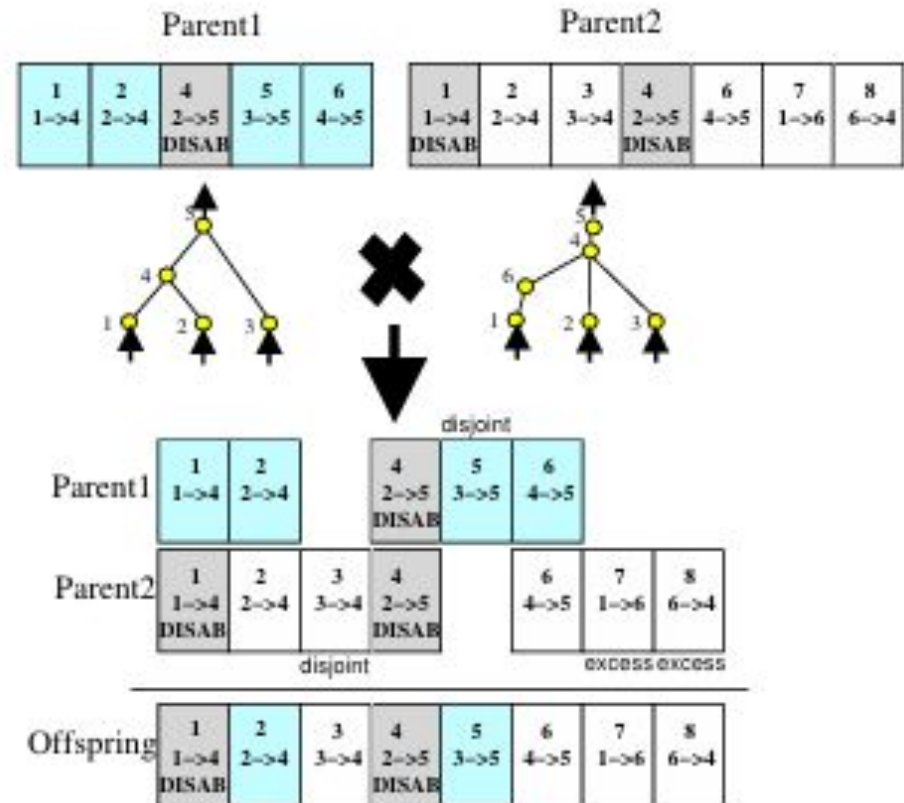 Parent1
Parent2
1 2 4 5 6
1->4 2->4 2->5 3->5 4->5
DISAB
1 2 3 4 6 7 8
1->4 2->4 3->4 2->5 4->5 1->6 6->4
DISAB DISAB
5
4
1 2 3
5
4
6
1 2 3
disjoint
Parent1
1 2 4 5 6
1->4 2->4 2->5 3->5 4->5
DISAB
Parent2
1 2 3 4 6 7 8
1->4 2->4 3->4 2->5 4->5 1->6 6->4
DISAB DISAB
disjoint excess excess
Offspring
1 2 3 4 5 6 7 8
1->4 2->4 3->4 2->5 3->5 4->5 1->6 6->4
DISAB DISAB